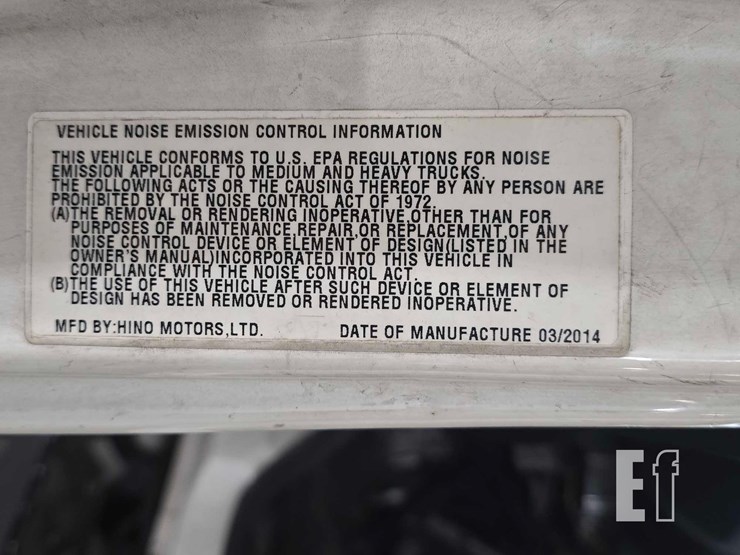 VEHICLE NOISE EMISSION CONTROL INFORMATION
THIS VEHICLE CONFORMS TO U.S. EPA REGULATIONS FOR NOISE
EMISSION APPLICABLE TO MEDIUM AND HEAVY TRUCKS.
THE FOLLOWING ACTS OR THE CAUSING THEREOF BY ANY PERSON ARE
PROHIBITED BY THE NOISE CONTROL ACT OF 1972.
(A)THE REMOVAL OR RENDERING INOPERATIVE,OTHER THAN FOR
PURPOSES OF MAINTENANCE,REPAIR,OR REPLACEMENT,OF ANY
NOISE CONTROL DEVICE OR ELEMENT OF DESIGN(LISTED IN THE
OWNER'S MANUAL)INCORPORATED INTO THIS VEHICLE IN
COMPLIANCE WITH THE NOISE CONTROL ACT.
(B)THE USE OF THIS VEHICLE AFTER SUCH DEVICE OR ELEMENT OF
DESIGN HAS BEEN REMOVED OR RENDERED INOPERATIVE.
MFD BY:HINO MOTORS,LTD. DATE OF MANUFACTURE 03/2014
Ef